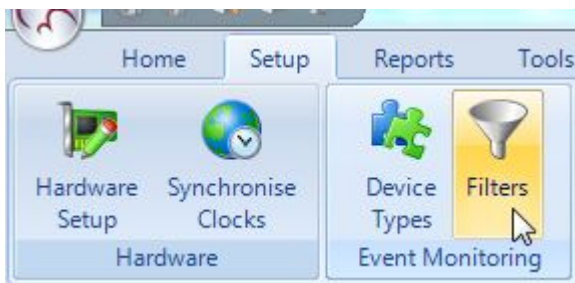 Home Setup Reports Tools
Hardware Synchronise Device Filters
Setup Clocks Types
Hardware Event Monitoring